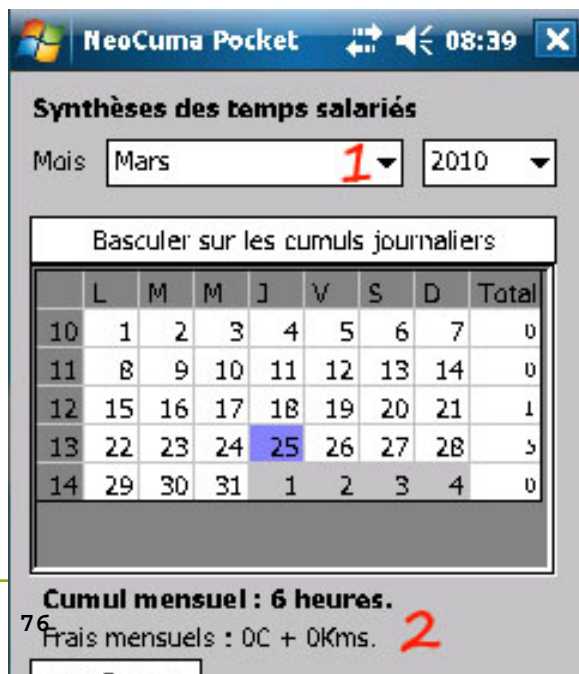 NeoCuma Pocket 08:39
Synthèses des temps salariés
Mois Mars 1 2010
Basculer sur les cumuls journaliers
L M M J V S D Total
10 1 2 3 4 5 6 7 0
11 8 9 10 11 12 13 14 0
12 15 16 17 18 19 20 21 1
13 22 23 24 25 26 27 28 5
14 29 30 31 1 2 3 4 0
Cumul mensuel : 6 heures.
76
Frais mensuels : 0C + 0Kms. 2